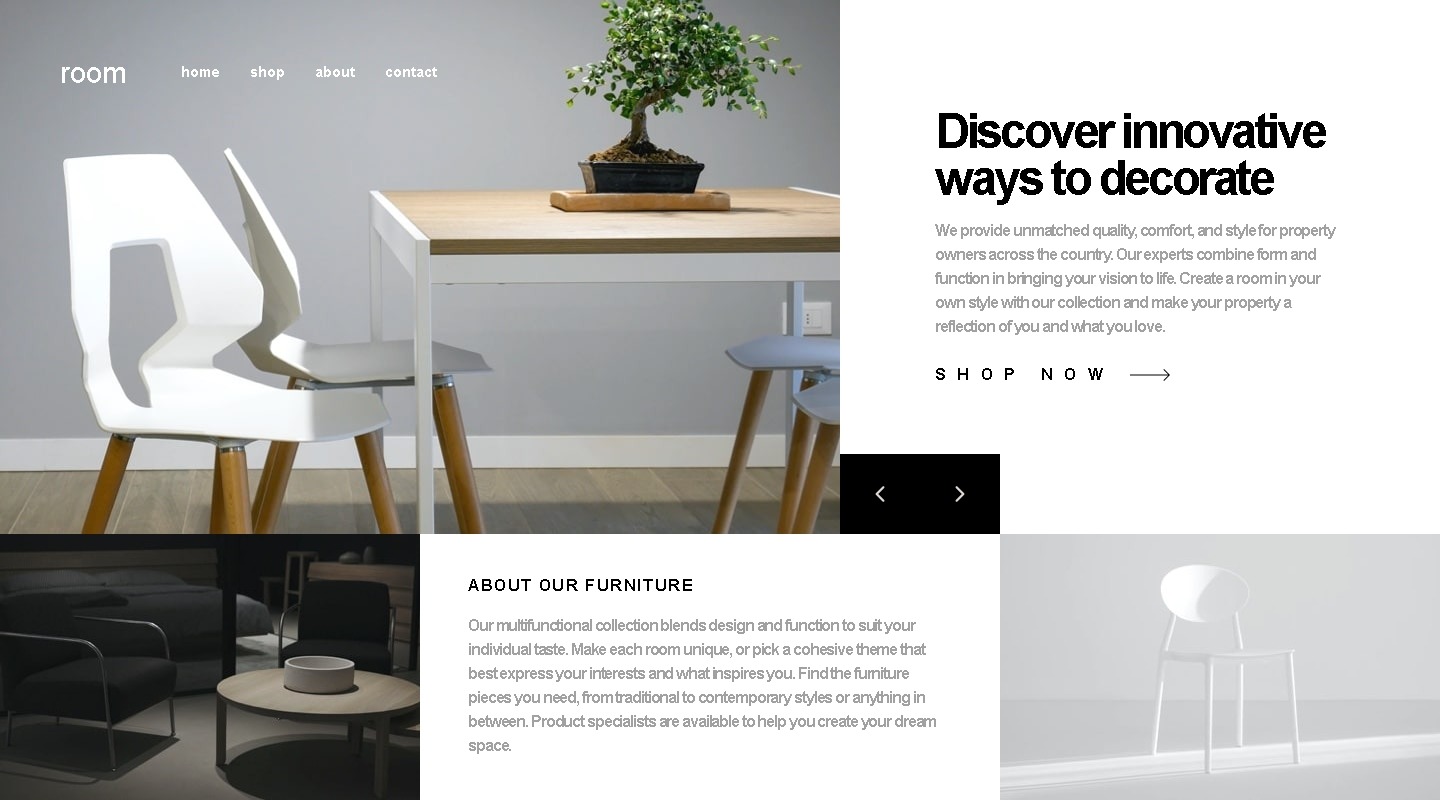 room
home shop about contact
Discover innovative
ways to decorate
We provide unmatched quality, comfort, and style for property
owners across the country. Our experts combine form and
function in bringing your vision to life. Create a room in your
own style with our collection and make your property a
reflection of you and what you love.
SHOP NOW
ABOUT OUR FURNITURE
Our multifunctional collection blends design and function to suit your
individual taste. Make each room unique, or pick a cohesive theme that
best express your interests and what inspires you. Find the furniture
pieces you need, from traditional to contemporary styles or anything in
between. Product specialists are available to help you create your dream
space.